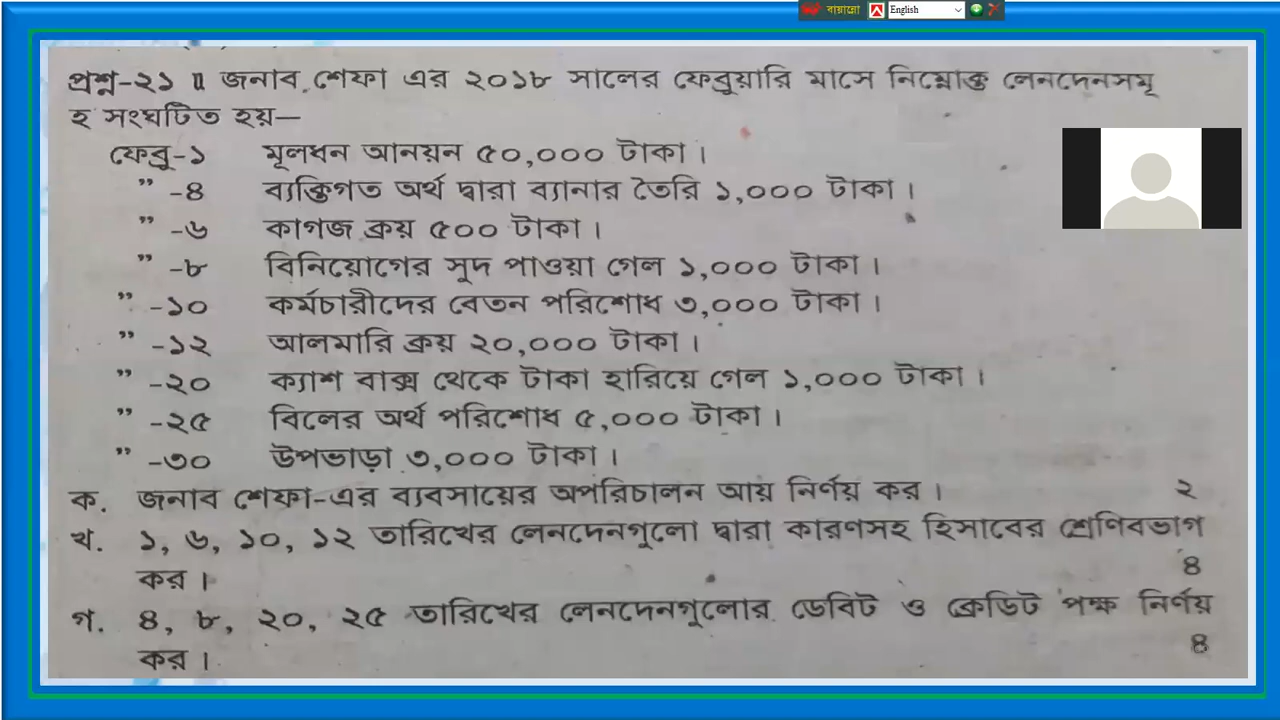 বায়ান্নো English
প্রশ্ন-২১ ॥ জনাব শেফা এর ২০১৮ সালের ফেব্রুয়ারি মাসে নিম্নোক্ত লেনদেনসমূ
হ সংঘটিত হয়—
ফেব্রু-১ মূলধন আনয়ন ৫০,০০০ টাকা।
” -৪ ব্যক্তিগত অর্থ দ্বারা ব্যানার তৈরি ১,০০০ টাকা।
” -৬ কাগজ ক্রয় ৫০০ টাকা।
” -৮ বিনিয়োগের সুদ পাওয়া গেল ১,০০০ টাকা।
” -১০ কর্মচারীদের বেতন পরিশোধ ৩,০০০ টাকা।
” -১২ আলমারি ক্রয় ২০,০০০ টাকা।
” -২০ ক্যাশ বাক্স থেকে টাকা হারিয়ে গেল ১,০০০ টাকা।
” -২৫ বিলের অর্থ পরিশোধ ৫,০০০ টাকা।
” -৩০ উপভাড়া ৩,০০০ টাকা।
ক. জনাব শেফা-এর ব্যবসায়ের অপরিচালন আয় নির্ণয় কর। ২
খ. ১, ৬, ১০, ১২ তারিখের লেনদেনগুলো দ্বারা কারণসহ হিসাবের শ্রেণিবিভাগ
কর। ৪
গ. ৪, ৮, ২০, ২৫ তারিখের লেনদেনগুলোর ডেবিট ও ক্রেডিট পক্ষ নির্ণয়
কর। ৪